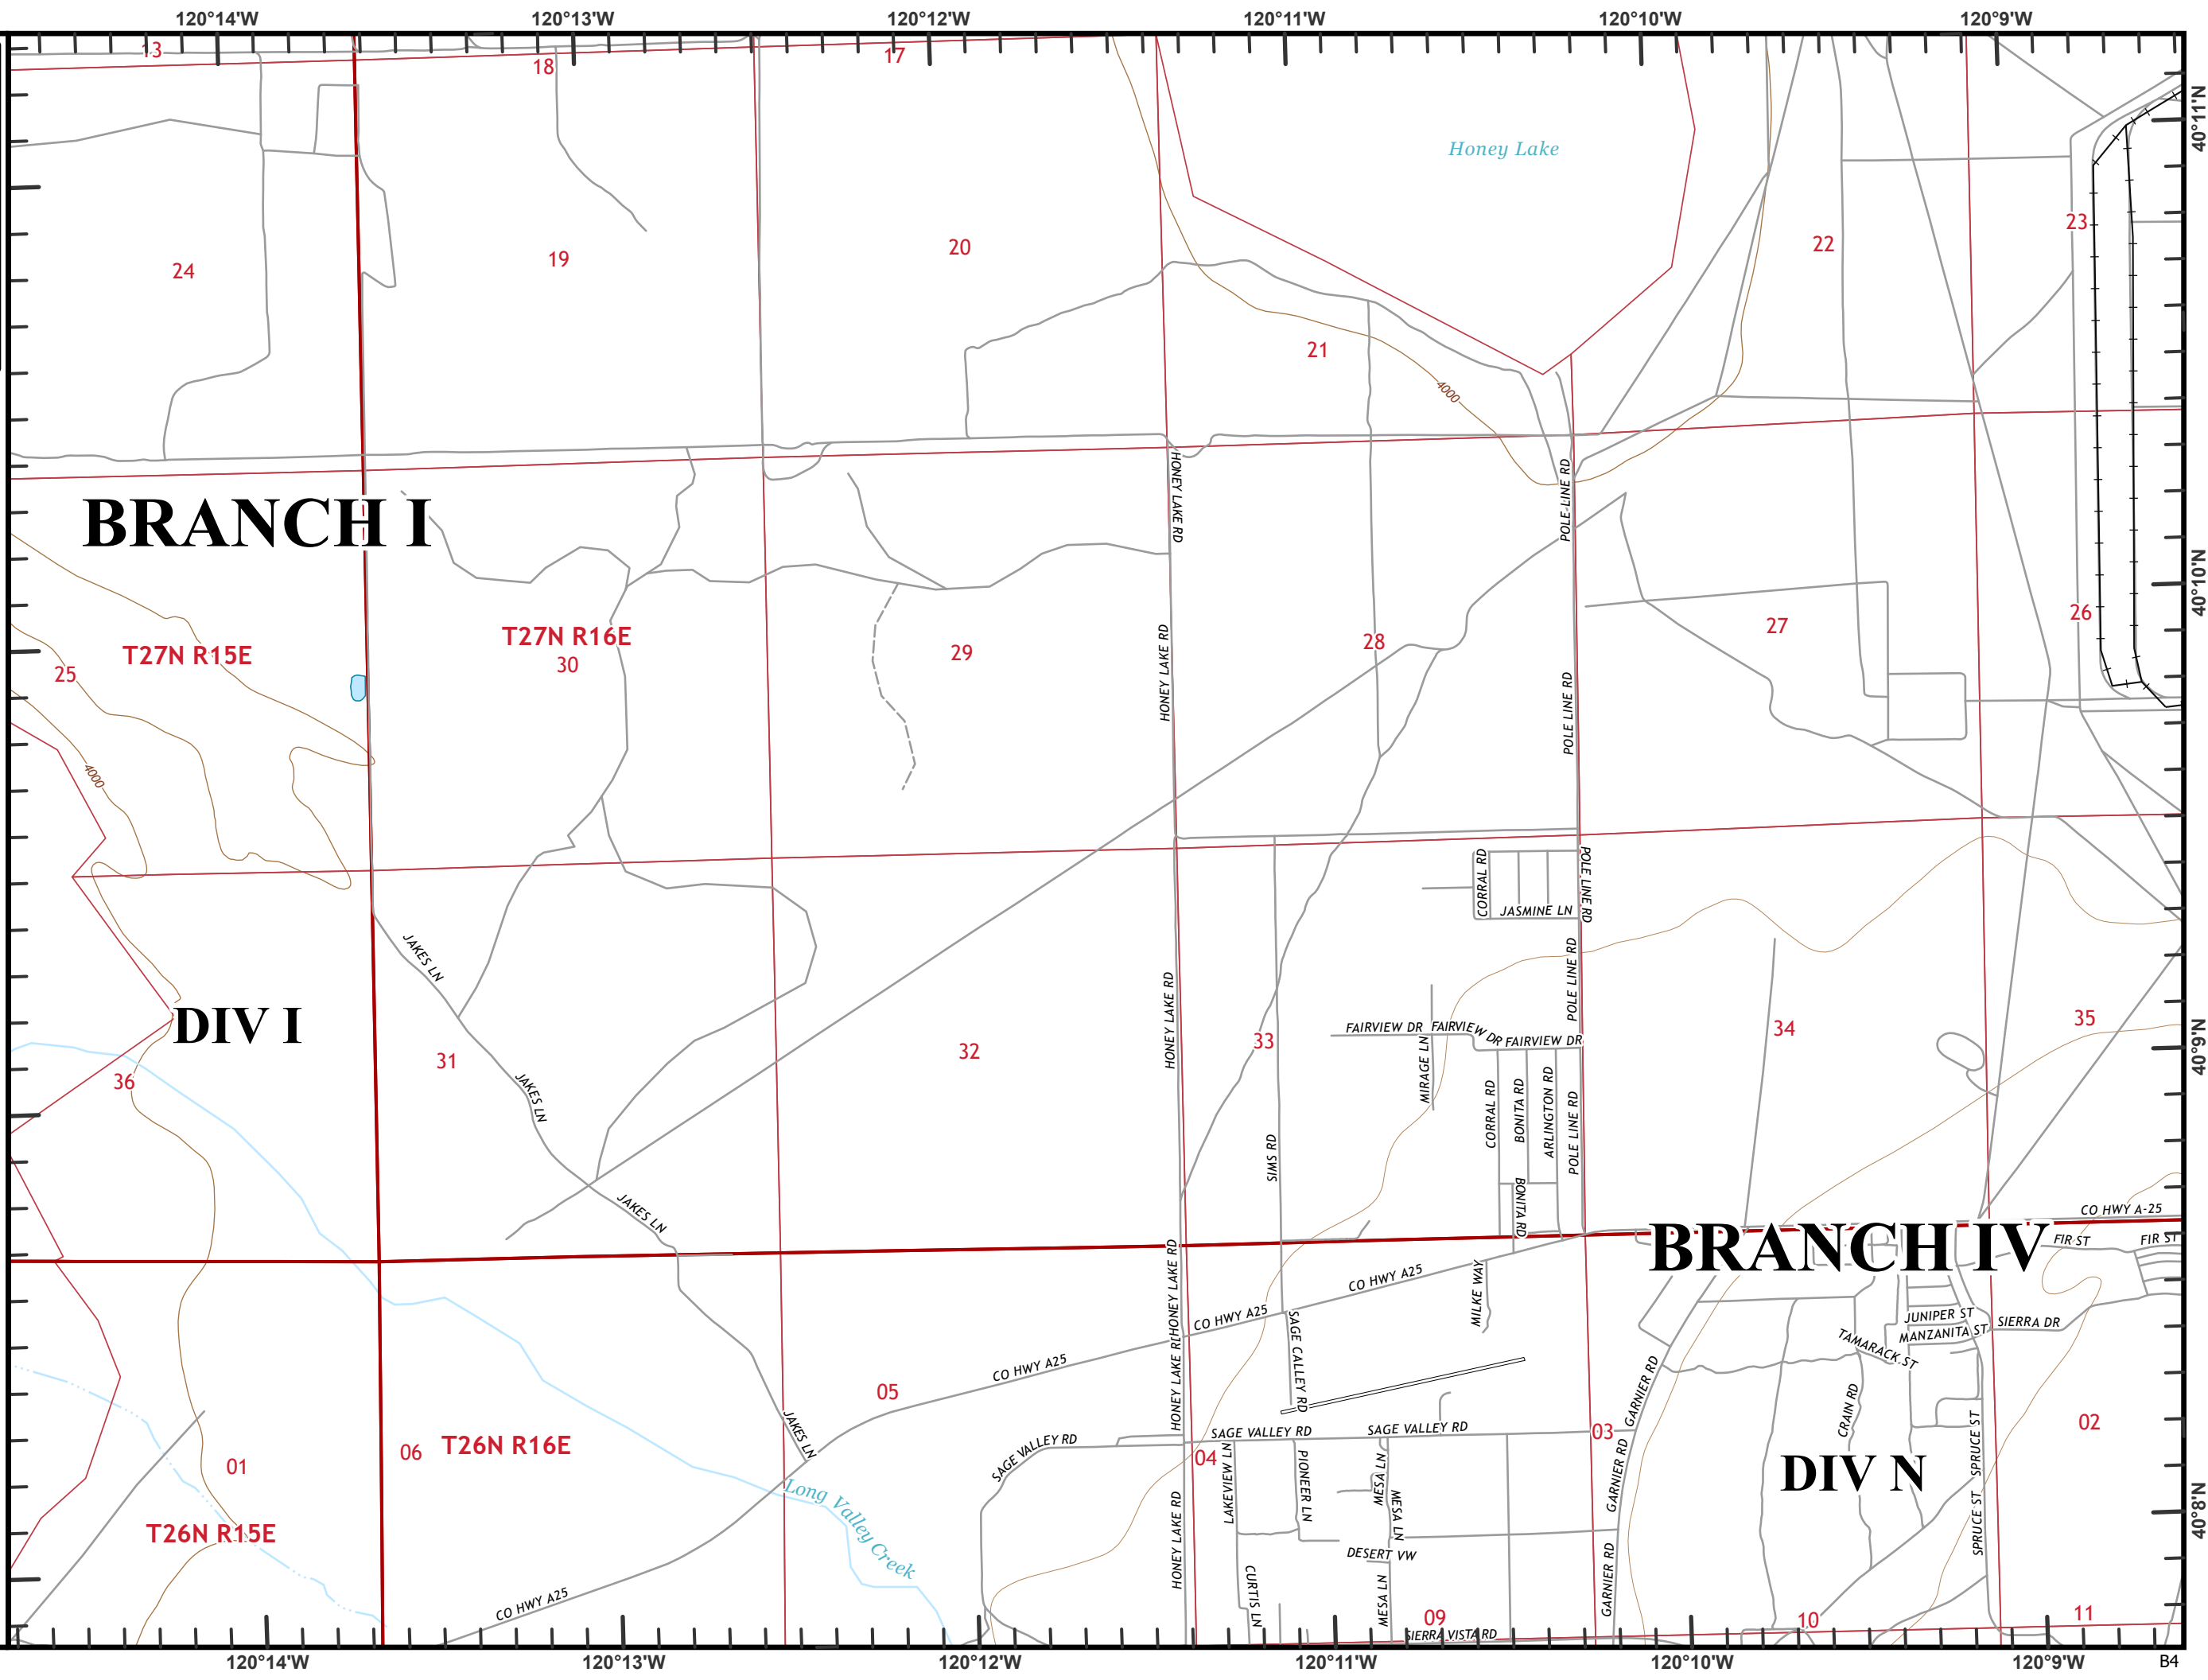 120°14'W 120°13'W 120°12'W 120°11'W 120°10'W 120°9'W
13
18
17
40°11'N
Honey Lake
24
19
20
21
22
23
4000
HONEY LAKE RD
POLE LINE RD
BRANCH I
40°10'N
T27N R15E
25
T27N R16E
30
29
HONEY LAKE RD
28
POLE LINE RD
27
26
4000
CORRAL RD
JASMINE LN
POLE LINE RD
JAKES LN
POLE LINE RD
HONEY LAKE RD
DIV I
36
31
JAKES LN
32
33
FAIRVIEW DR
FAIRVIEW DR
FAIRVIEW DR
MIRAGE LN
CORRAL RD
BONITA RD
ARLINGTON RD
POLE LINE RD
34
35
40°9'N
SIMS RD
JAKES LN
BONITA RD
CO HWY A-25
BRANCH IV
FIR ST
FIR ST
HONEY LAKE RD
CO HWY A25
CO HWY A25
MILKE WAY
JUNIPER ST
MANZANITA ST
SIERRA DR
TAMARACK ST
HONEY LAKE RD
SAGE CALLEY RD
CO HWY A25
05
GARNIER RD
CRAIN RD
JAKES LN
SAGE VALLEY RD
SAGE VALLEY RD
SAGE VALLEY RD
03
02
01
06
T26N R16E
04
LAKEVIEW LN
PIONEER LN
MESA LN
MESA LN
GARNIER RD
DIV N
SPRUCE ST
SPRUCE ST
40°8'N
Long Valley Creek
T26N R15E
HONEY LAKE RD
DESERT VW
CURTIS LN
MESA LN
GARNIER RD
CO HWY A25
09
SIERRA VISTA RD
10
11
120°14'W 120°13'W 120°12'W 120°11'W 120°10'W 120°9'W
B4